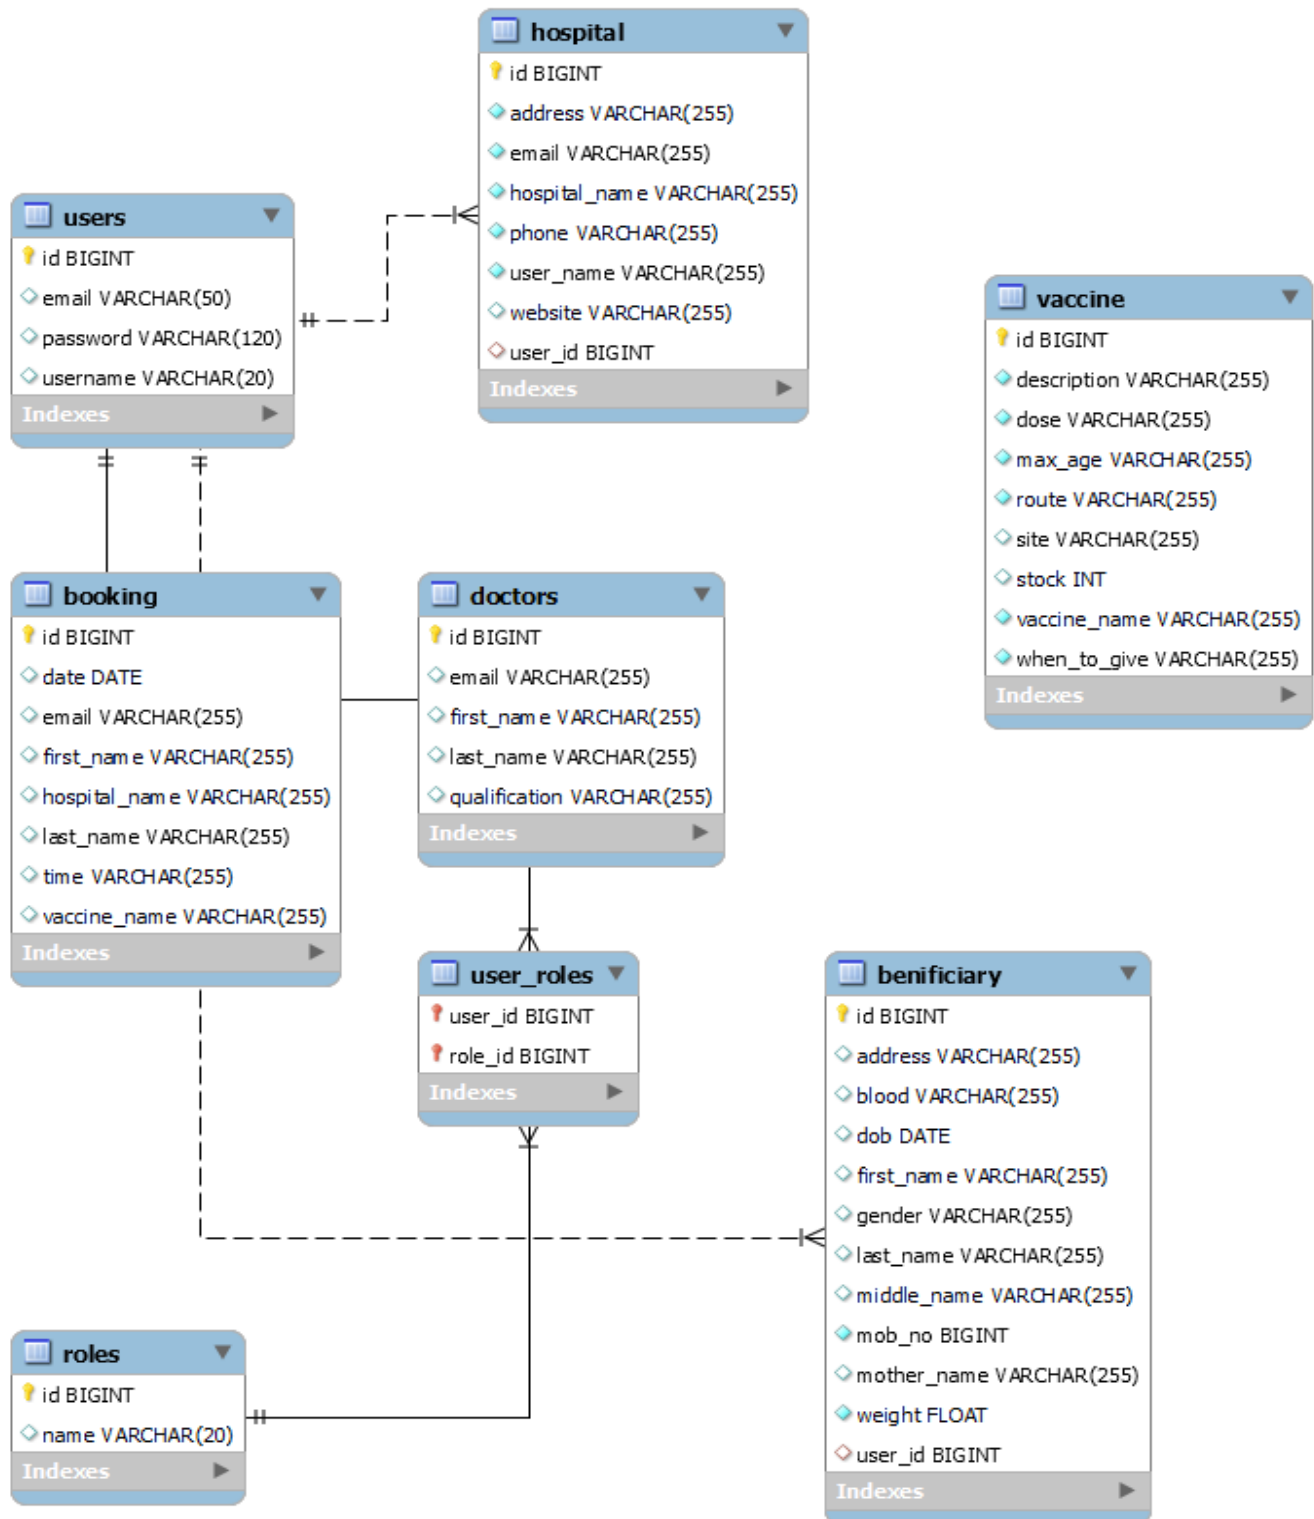 hospital
id BIGINT
address VARCHAR(255)
email VARCHAR(255)
hospital_name VARCHAR(255)
phone VARCHAR(255)
user_name VARCHAR(255)
website VARCHAR(255)
user_id BIGINT
Indexes
users
id BIGINT
email VARCHAR(50)
password VARCHAR(120)
username VARCHAR(20)
Indexes
vaccine
id BIGINT
description VARCHAR(255)
dose VARCHAR(255)
max_age VARCHAR(255)
route VARCHAR(255)
site VARCHAR(255)
stock INT
vaccine_name VARCHAR(255)
when_to_give VARCHAR(255)
Indexes
booking
id BIGINT
date DATE
email VARCHAR(255)
first_name VARCHAR(255)
hospital_name VARCHAR(255)
last_name VARCHAR(255)
time VARCHAR(255)
vaccine_name VARCHAR(255)
Indexes
doctors
id BIGINT
email VARCHAR(255)
first_name VARCHAR(255)
last_name VARCHAR(255)
qualification VARCHAR(255)
Indexes
user_roles
user_id BIGINT
role_id BIGINT
Indexes
benificiary
id BIGINT
address VARCHAR(255)
blood VARCHAR(255)
dob DATE
first_name VARCHAR(255)
gender VARCHAR(255)
last_name VARCHAR(255)
middle_name VARCHAR(255)
mob_no BIGINT
mother_name VARCHAR(255)
weight FLOAT
user_id BIGINT
Indexes
roles
id BIGINT
name VARCHAR(20)
Indexes